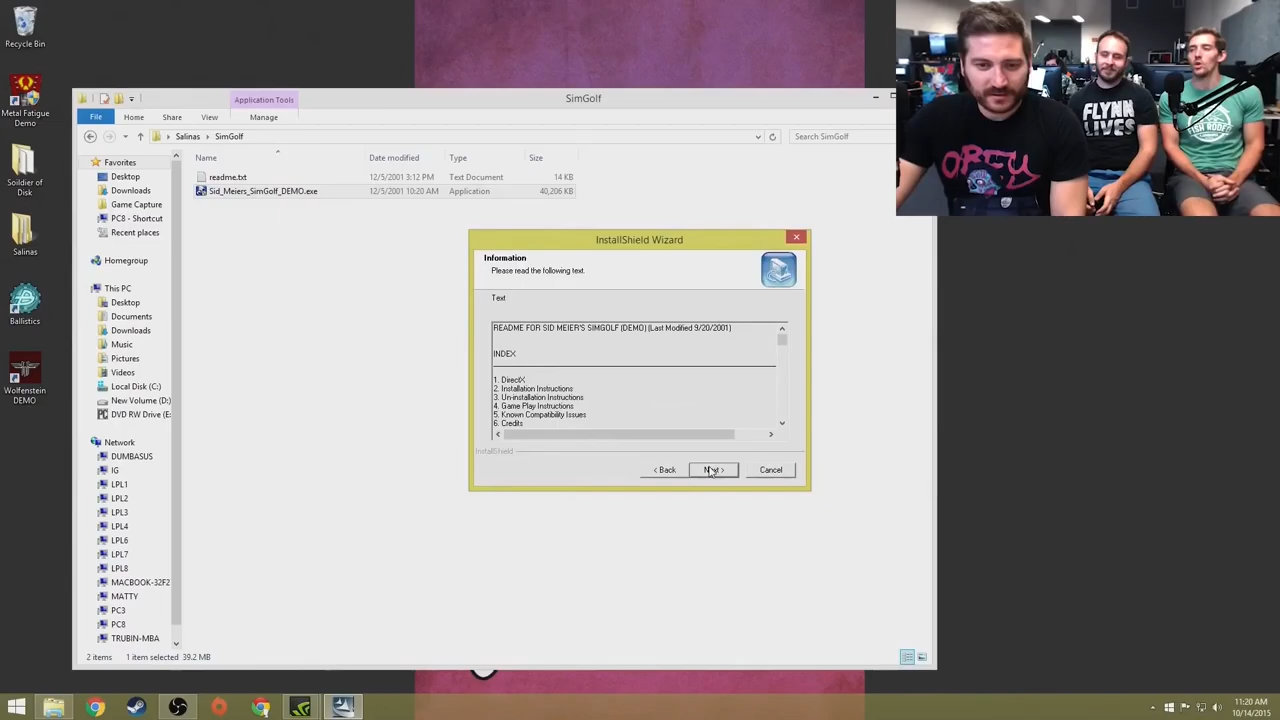 Recycle Bin
Metal Fatigue
Demo
Soildier of
Disk
Salinas
Ballistics
Wolfenstein
DEMO
Application Tools
SimGolf
File
Home
Share
View
Manage
Salinas
SimGolf
Search SimGolf
Favorites
Desktop
Downloads
Game Capture
PC8 - Shortcut
Recent places
Homegroup
This PC
Desktop
Documents
Downloads
Music
Pictures
Videos
Local Disk (C:)
New Volume (D:)
DVD RW Drive (E:
Network
DUMBASUS
IG
LPL1
LPL2
LPL3
LPL4
LPL6
LPL7
LPL8
MACBOOK-32F2
MATTY
PC3
PC8
TRUBIN-MBA
Name Date modified Type Size
readme.txt 12/5/2001 3:12 PM Text Document 14 KB
Sid_Meiers_SimGolf_DEMO.exe 12/5/2001 10:20 AM Application 40,206 KB
InstallShield Wizard
Information
Please read the following text.
Text
README FOR SID MEIER'S SIMGOLF (DEMO) (Last Modified 9/20/2001)
INDEX
1. DirectX
2. Installation Instructions
3. Un-installation Instructions
4. Game Play Instructions
5. Known Compatibility Issues
6. Credits
InstallShield
< Back
Next >
Cancel
2 items 1 item selected 39.2 MB
FLYNN
LIVES
11:20 AM
10/14/2015